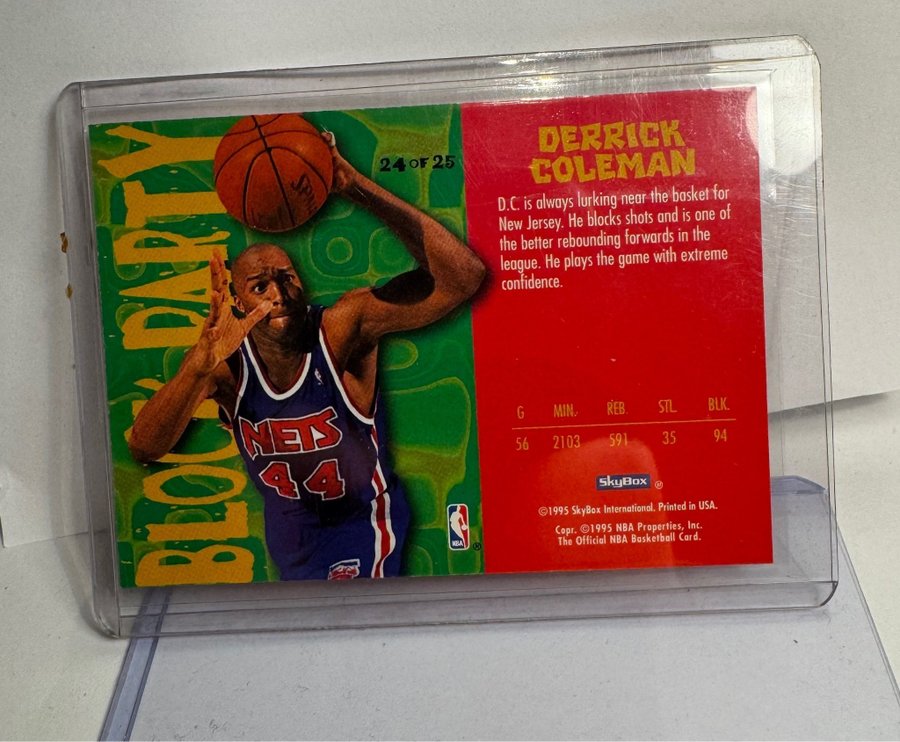 BLOCK PARTY
24 OF 25
NETS
44
NBA
DERRICK
COLEMAN
D.C. is always lurking near the basket for
New Jersey. He blocks shots and is one of
the better rebounding forwards in the
league. He plays the game with extreme
confidence.
G MIN. REB. STL. BLK.
56 2103 591 35 94
SkyBox ®
©1995 SkyBox International. Printed in USA.
Copr. ©1995 NBA Properties, Inc.
The Official NBA Basketball Card.